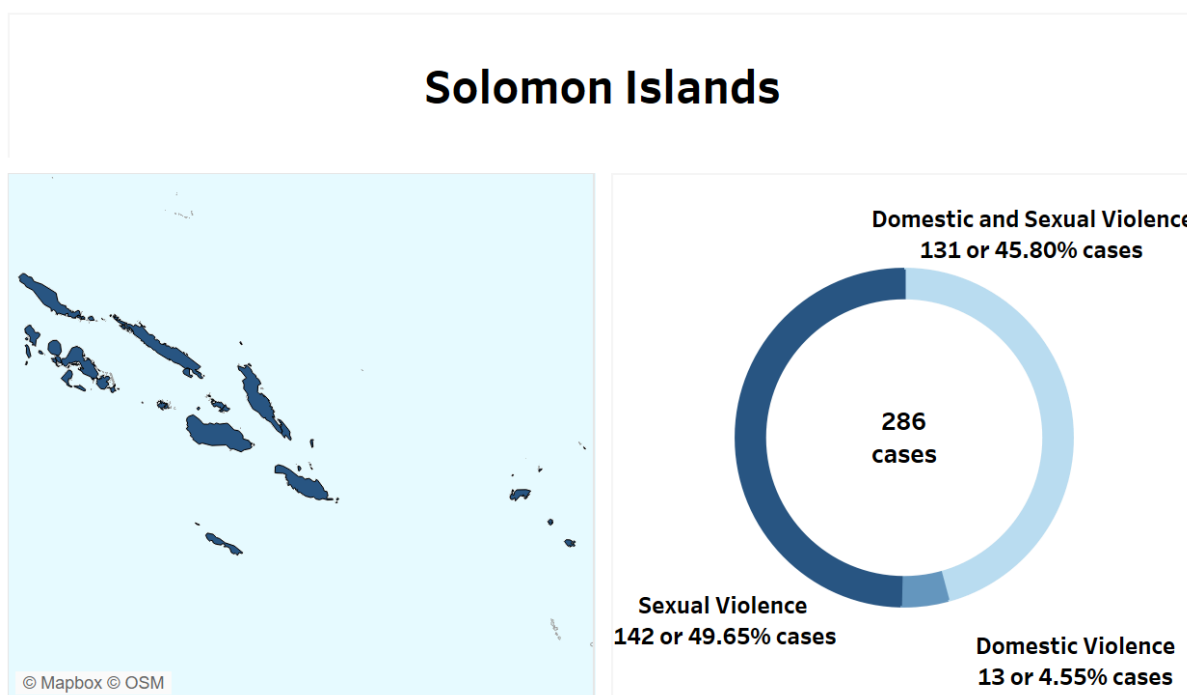 Solomon Islands
Domestic and Sexual Violence
131 or 45.80% cases
286
cases
Sexual Violence
142 or 49.65% cases
Domestic Violence
13 or 4.55% cases
© Mapbox © OSM